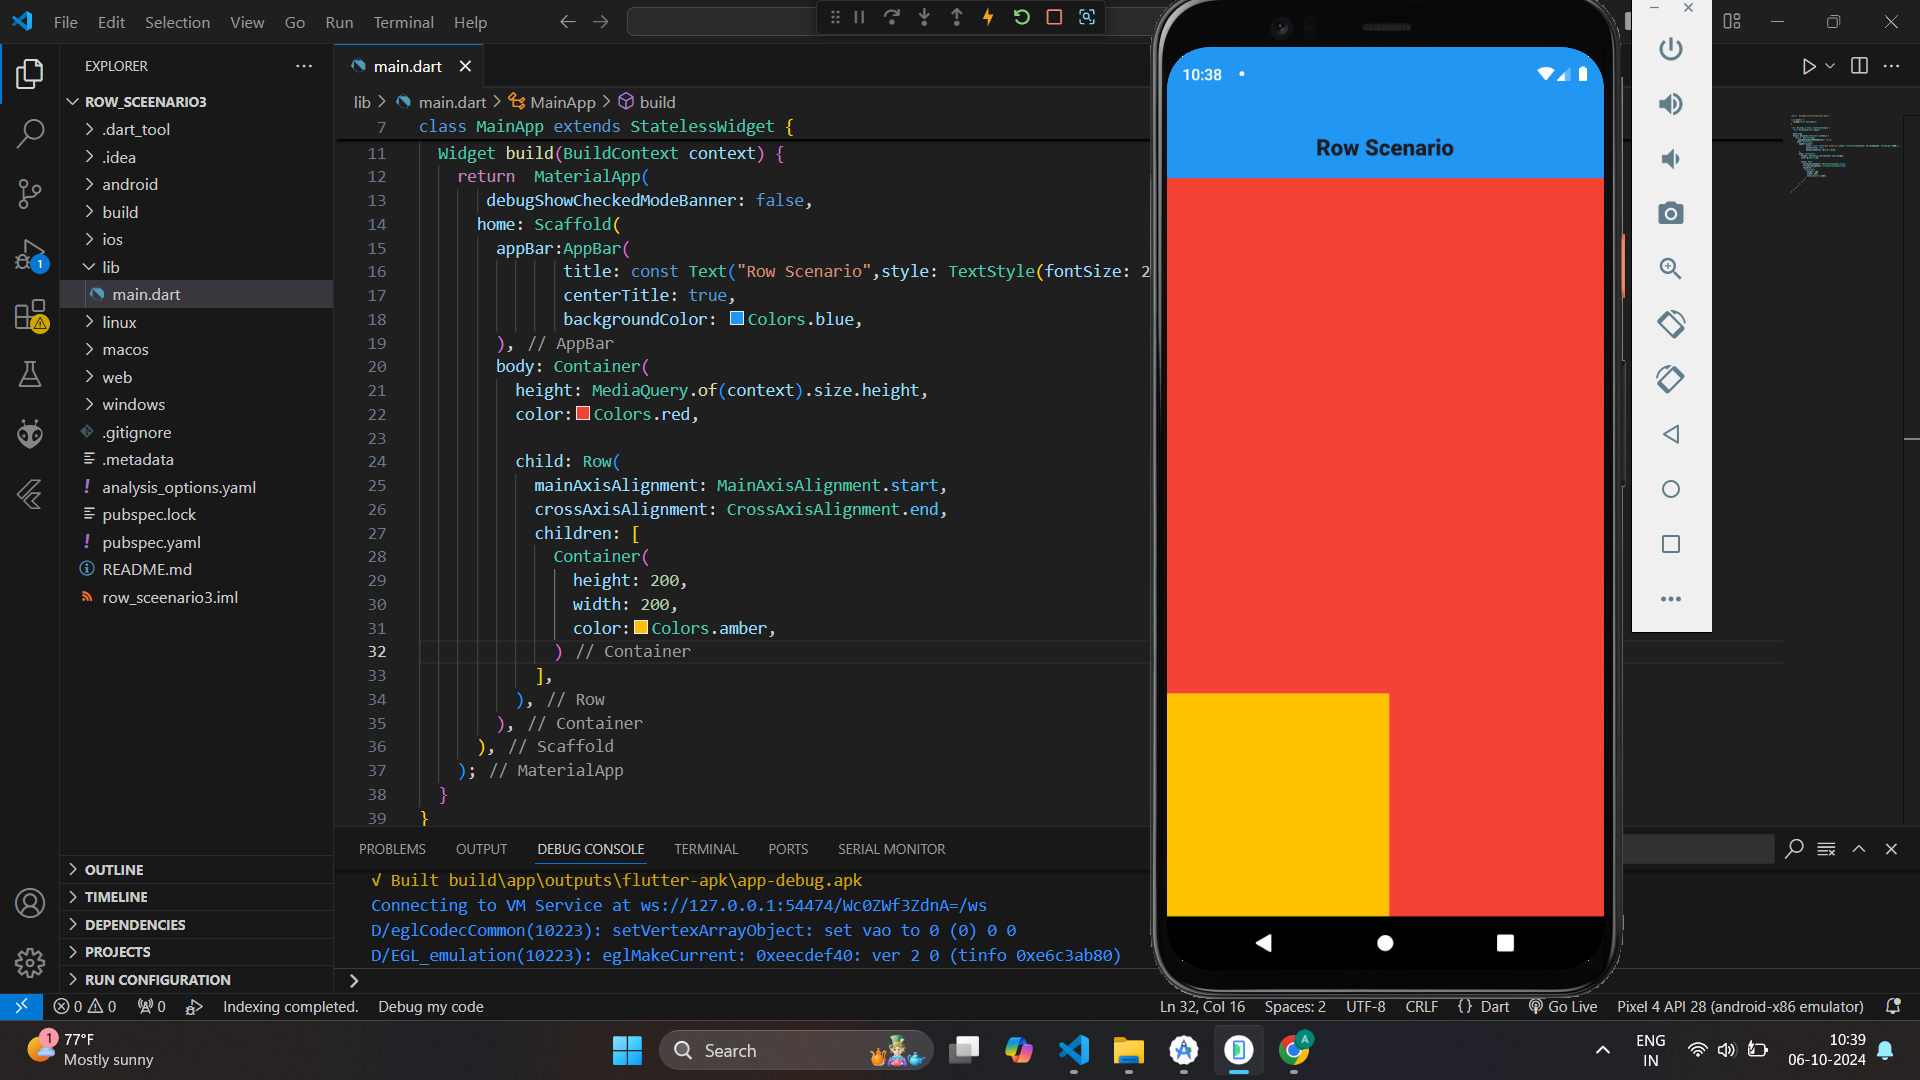 File Edit Selection View Go Run Terminal Help
EXPLORER
ROW_SCEENARIO3
.dart_tool
.idea
android
build
ios
lib
main.dart
linux
macos
web
windows
.gitignore
.metadata
! analysis_options.yaml
pubspec.lock
! pubspec.yaml
README.md
row_sceenario3.iml
OUTLINE
TIMELINE
DEPENDENCIES
PROJECTS
RUN CONFIGURATION
1
main.dart
lib > main.dart > MainApp > build
7 class MainApp extends StatelessWidget {
11 Widget build(BuildContext context) {
12 return MaterialApp(
13 debugShowCheckedModeBanner: false,
14 home: Scaffold(
15 appBar:AppBar(
16 title: const Text("Row Scenario",style: TextStyle(fontSize: 2
17 centerTitle: true,
18 backgroundColor: Colors.blue,
19 ), // AppBar
20 body: Container(
21 height: MediaQuery.of(context).size.height,
22 color: Colors.red,
23
24 child: Row(
25 mainAxisAlignment: MainAxisAlignment.start,
26 crossAxisAlignment: CrossAxisAlignment.end,
27 children: [
28 Container(
29 height: 200,
30 width: 200,
31 color: Colors.amber,
32 ) // Container
33 ],
34 ), // Row
35 ), // Container
36 ), // Scaffold
37 ); // MaterialApp
38 }
39 }
PROBLEMS OUTPUT DEBUG CONSOLE TERMINAL PORTS SERIAL MONITOR
√ Built build\app\outputs\flutter-apk\app-debug.apk
Connecting to VM Service at ws://127.0.0.1:54474/Wc0ZWf3ZdnA=/ws
D/eglCodecCommon(10223): setVertexArrayObject: set vao to 0 (0) 0 0
D/EGL_emulation(10223): eglMakeCurrent: 0xeecdef40: ver 2 0 (tinfo 0xe6c3ab80)
>
10:38
Row Scenario
0 0 0 Indexing completed. Debug my code
Ln 32, Col 16 Spaces: 2 UTF-8 CRLF {} Dart Go Live Pixel 4 API 28 (android-x86 emulator)
1
77°F
Mostly sunny
Search
A
ENG
IN
10:39
06-10-2024